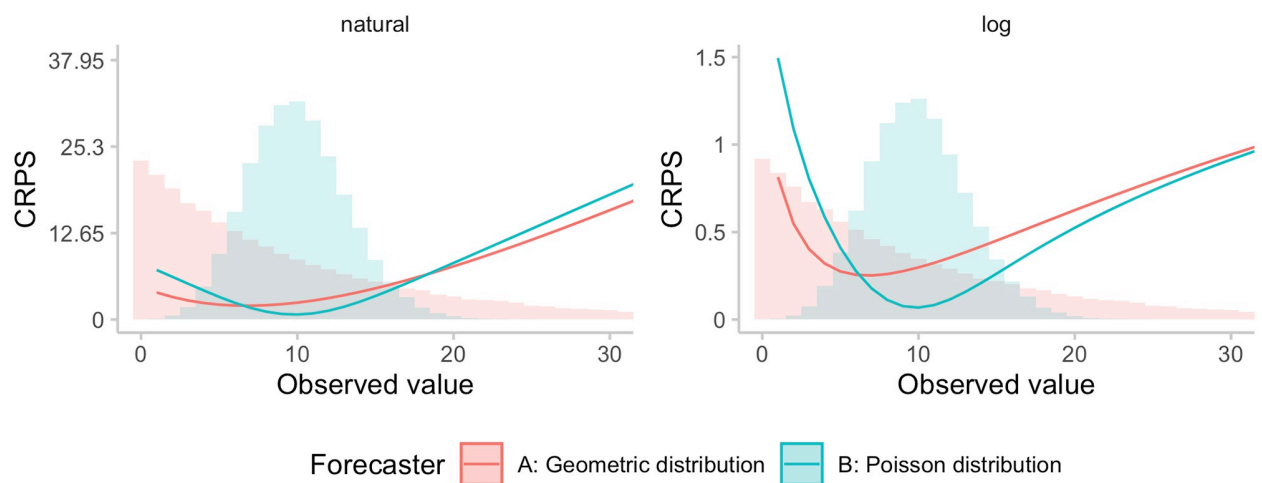 natural
log
CRPS
37.95
25.3
12.65
0
0 10 20 30
Observed value
CRPS
1.5
1
0.5
0
0 10 20 30
Observed value
Forecaster A: Geometric distribution B: Poisson distribution